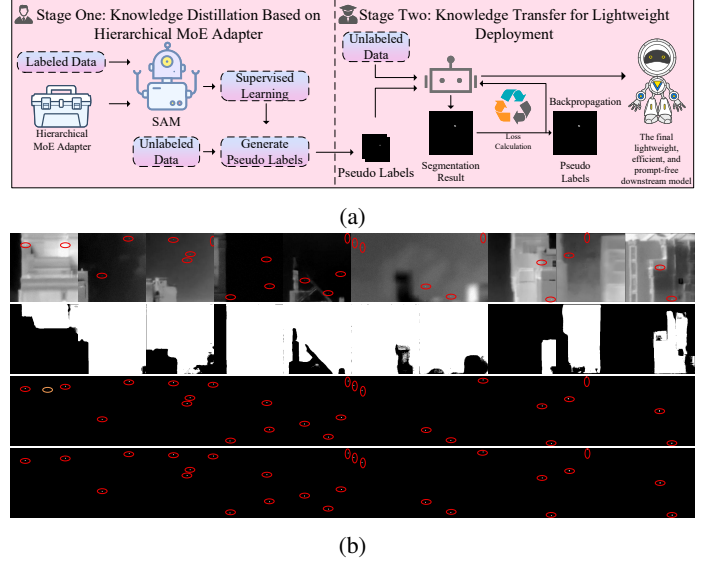 Stage One: Knowledge Distillation Based on
Hierarchical MoE Adapter
Labeled Data
Hierarchical
MoE Adapter
SAM
Supervised
Learning
Unlabeled
Data
Generate
Pseudo Labels
Stage Two: Knowledge Transfer for Lightweight
Deployment
Unlabeled
Data
Pseudo Labels
Segmentation
Result
Loss
Calculation
Backpropagation
Pseudo
Labels
The final
lightweight,
efficient, and
prompt-free
downstream model
(a)
(b)